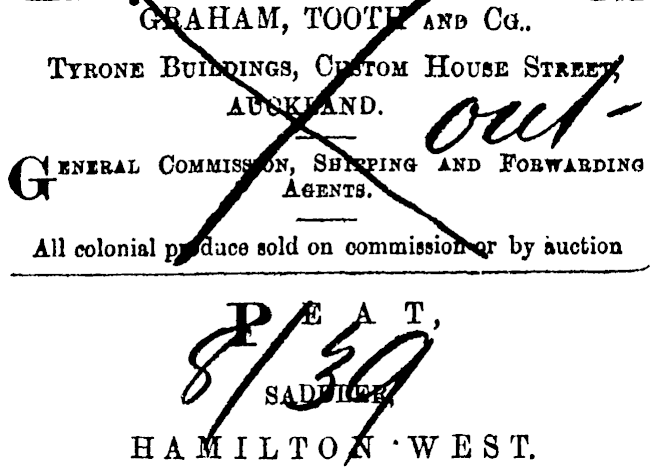 GRAHAM, TOOTH AND CO..
TYRONE BUILDINGS, CUSTOM HOUSE STREET,
AUCKLAND.
out-
GENERAL COMMISSION, SHIPPING AND FORWARDING
AGENTS.
All colonial produce sold on commission or by auction
PEAT,
8/39
SADDLER,
HAMILTON WEST.